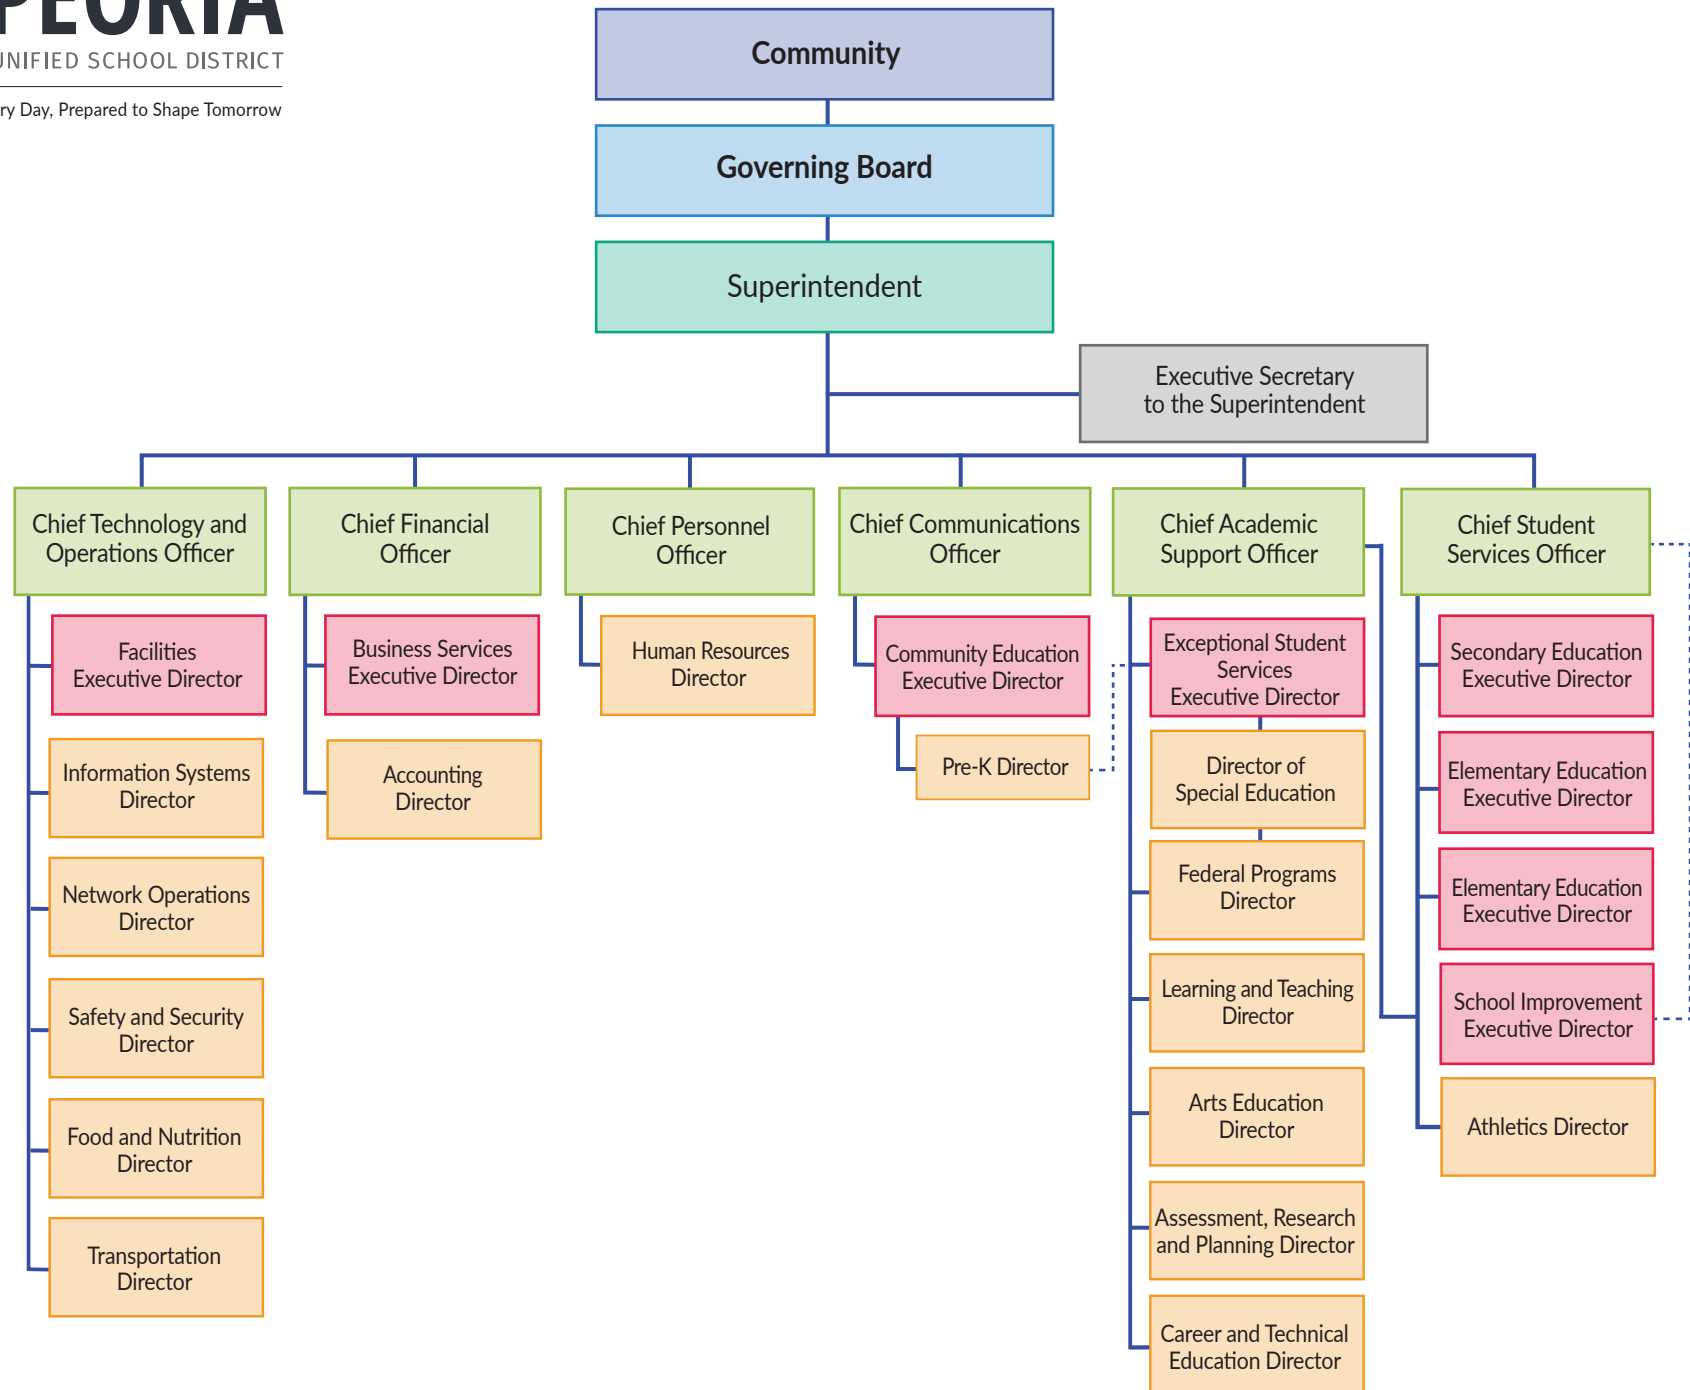 PEORIA
UNIFIED SCHOOL DISTRICT
ry Day, Prepared to Shape Tomorrow
Community
Governing Board
Superintendent
Executive Secretary
to the Superintendent
Chief Technology and
Operations Officer
Facilities
Executive Director
Information Systems
Director
Network Operations
Director
Safety and Security
Director
Food and Nutrition
Director
Transportation
Director
Chief Financial
Officer
Business Services
Executive Director
Accounting
Director
Chief Personnel
Officer
Human Resources
Director
Chief Communications
Officer
Community Education
Executive Director
Pre-K Director
Chief Academic
Support Officer
Exceptional Student
Services
Executive Director
Director of
Special Education
Federal Programs
Director
Learning and Teaching
Director
Arts Education
Director
Assessment, Research
and Planning Director
Career and Technical
Education Director
Chief Student
Services Officer
Secondary Education
Executive Director
Elementary Education
Executive Director
Elementary Education
Executive Director
School Improvement
Executive Director
Athletics Director